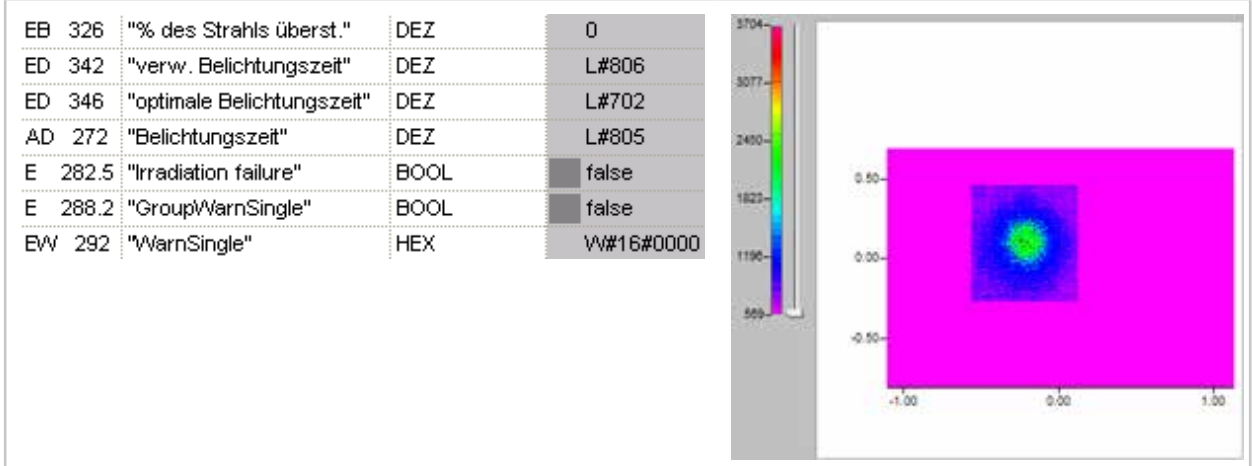 EB 326 "% des Strahls überst." DEZ 0
ED 342 "verw. Belichtungszeit" DEZ L#806
ED 346 "optimale Belichtungszeit" DEZ L#702
AD 272 "Belichtungszeit" DEZ L#805
E 282.5 "Irradiation failure" BOOL false
E 288.2 "GroupWarnSingle" BOOL false
EW 292 "WarnSingle" HEX W#16#0000
3704
3077
2450
1823
1196
569
0.50
0.00
-0.50
-1.00 0.00 1.00